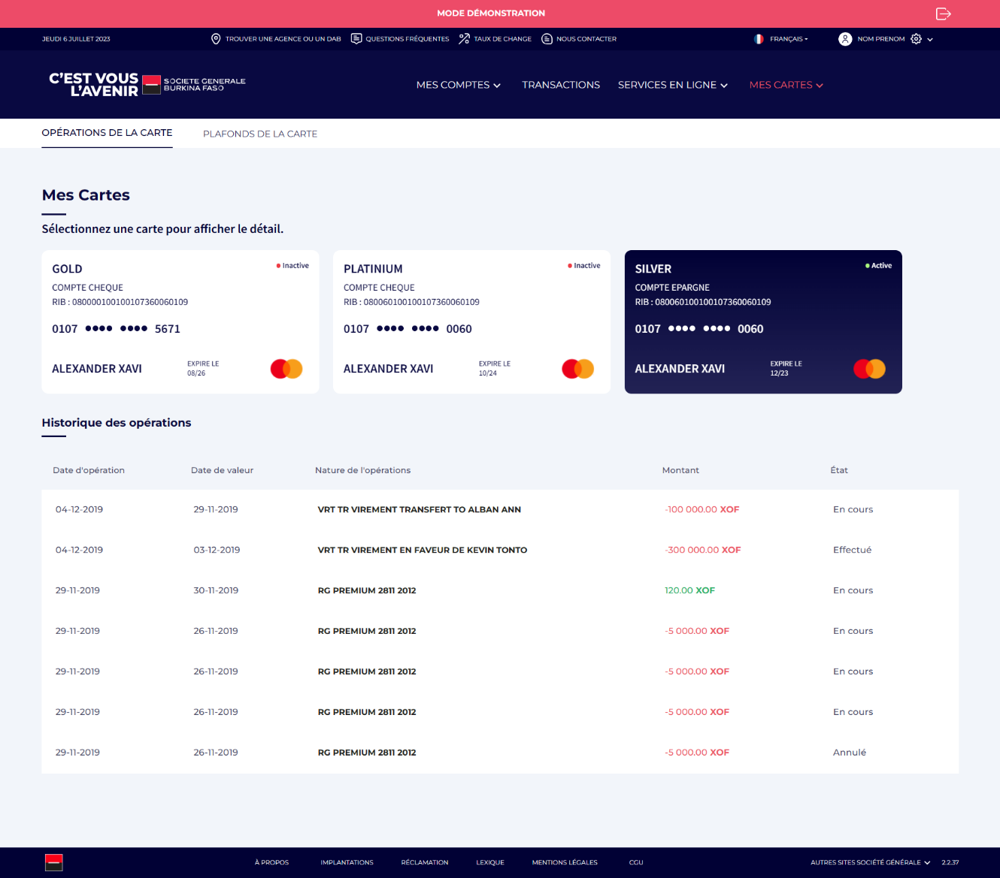 MODE DÉMONSTRATION
JEUDI 6 JUILLET 2023 TROUVER UNE AGENCE OU UN DAB QUESTIONS FRÉQUENTES TAUX DE CHANGE NOUS CONTACTER FRANÇAIS NOM PRENOM
C'EST VOUS L'AVENIR SOCIETE GENERALE BURKINA FASO
MES COMPTES TRANSACTIONS SERVICES EN LIGNE MES CARTES
OPÉRATIONS DE LA CARTE PLAFONDS DE LA CARTE
Mes Cartes
Sélectionnez une carte pour afficher le détail.
GOLD Inactive
COMPTE CHEQUE
RIB : 080000100100107360060109
0107 •••• •••• 5671
ALEXANDER XAVI EXPIRE LE 08/26
PLATINIUM Inactive
COMPTE CHEQUE
RIB : 080060100100107360060109
0107 •••• •••• 0060
ALEXANDER XAVI EXPIRE LE 10/24
SILVER Active
COMPTE EPARGNE
RIB : 080060100100107360060109
0107 •••• •••• 0060
ALEXANDER XAVI EXPIRE LE 12/23
Historique des opérations
Date d'opération Date de valeur Nature de l'opérations Montant État
04-12-2019 29-11-2019 VRT TR VIREMENT TRANSFERT TO ALBAN ANN -100 000.00 XOF En cours
04-12-2019 03-12-2019 VRT TR VIREMENT EN FAVEUR DE KEVIN TONTO -300 000.00 XOF Effectué
29-11-2019 30-11-2019 RG PREMIUM 2811 2012 120.00 XOF En cours
29-11-2019 26-11-2019 RG PREMIUM 2811 2012 -5 000.00 XOF En cours
29-11-2019 26-11-2019 RG PREMIUM 2811 2012 -5 000.00 XOF En cours
29-11-2019 26-11-2019 RG PREMIUM 2811 2012 -5 000.00 XOF En cours
29-11-2019 26-11-2019 RG PREMIUM 2811 2012 -5 000.00 XOF Annulé
À PROPOS IMPLANTATIONS RÉCLAMATION LEXIQUE MENTIONS LÉGALES CGU AUTRES SITES SOCIÉTÉ GÉNÉRALE 2.2.37